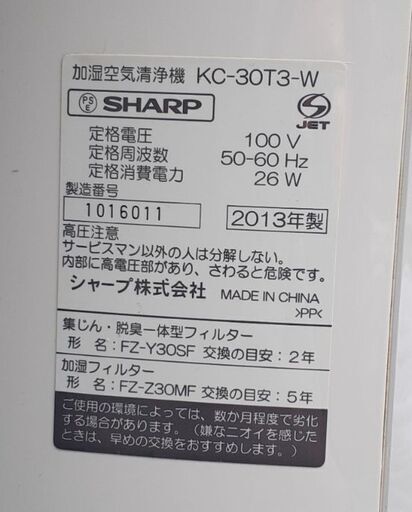 加湿空気清浄機 KC-30T3-W
PSE SHARP
JET
定格電圧 100 V
定格周波数 50-60 Hz
定格消費電力 26 W
製造番号
1016011 2013年製
高圧注意
サービスマン以外の人は分解しない。
内部に高電圧部があり、さわると危険です。
シャープ株式会社 MADE IN CHINA
>PP<
集じん・脱臭一体型フィルター
形 名:FZ-Y30SF 交換の目安:2年
加湿フィルター
形 名:FZ-Z30MF 交換の目安:5年
ご使用の環境によっては、数か月程度で劣化
する場合があります。(嫌なニオイを感じた
ときは、早めの交換をおすすめします。)